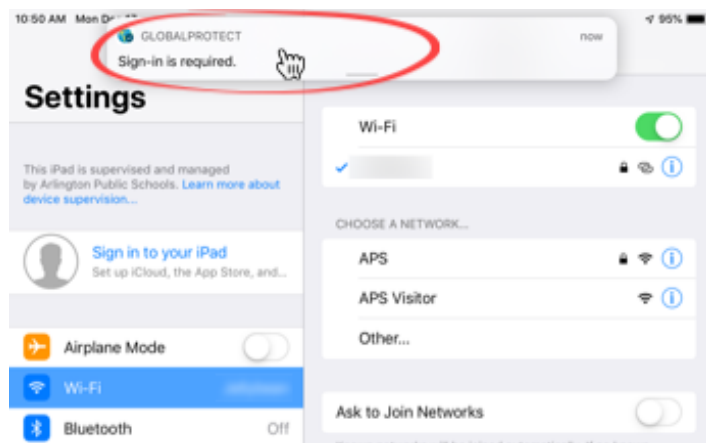 10:50 AM Mon
95%
GLOBALPROTECT
now
Sign-in is required.
Settings
This iPad is supervised and managed
by Arlington Public Schools. Learn more about
device supervision...
Sign in to your iPad
Set up iCloud, the App Store, and...
Airplane Mode
Wi-Fi
Bluetooth Off
Wi-Fi
CHOOSE A NETWORK...
APS
APS Visitor
Other...
Ask to Join Networks